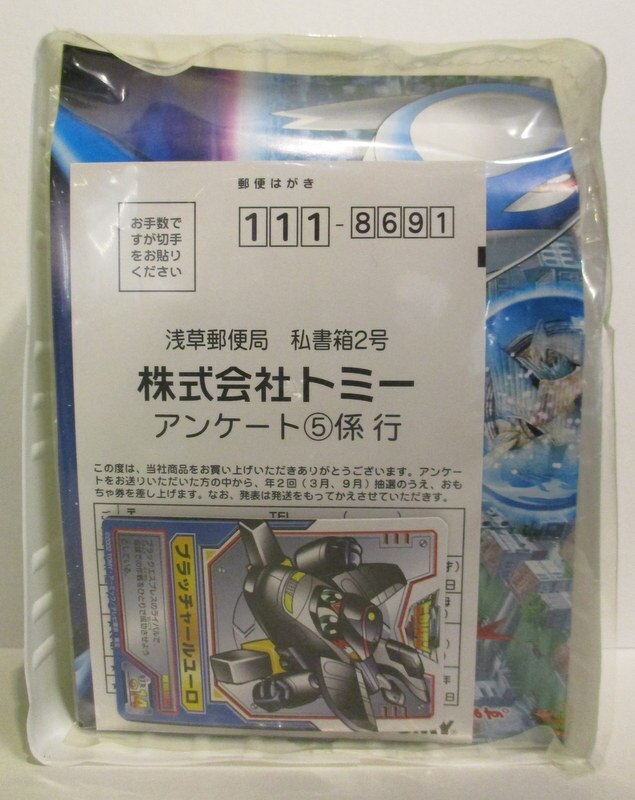 郵便はがき
お手数で
すが切手
をお貼り
ください
111-8691
浅草郵便局 私書箱2号
株式会社トミー
アンケート⑤係 行
この度は、当社商品をお買い上げいただきありがとうございます。アンケー
トをお送りいただいた方の中から、年2回(3月、9月)抽選のうえ、おも
ちゃ券を差し上げます。なお、発表は発送をもってかえさせていただきます。
TEL
ブラッチャールユーロ